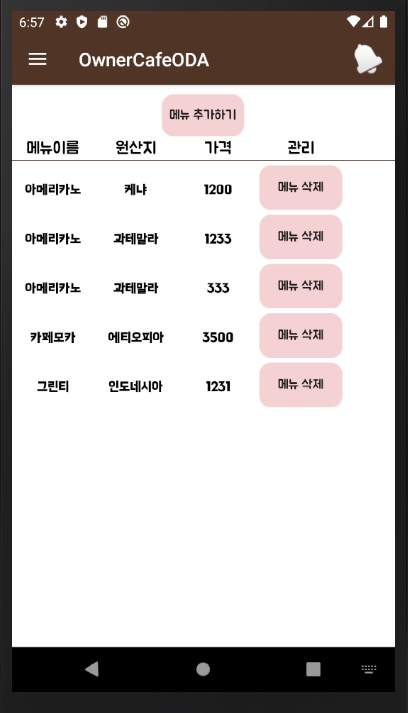 6:57
OwnerCafeODA
메뉴 추가하기
메뉴이름 원산지 가격 관리
아메리카노 케냐 1200 메뉴 삭제
아메리카노 과테말라 1233 메뉴 삭제
아메리카노 과테말라 333 메뉴 삭제
카페모카 에티오피아 3500 메뉴 삭제
그린티 인도네시아 1231 메뉴 삭제